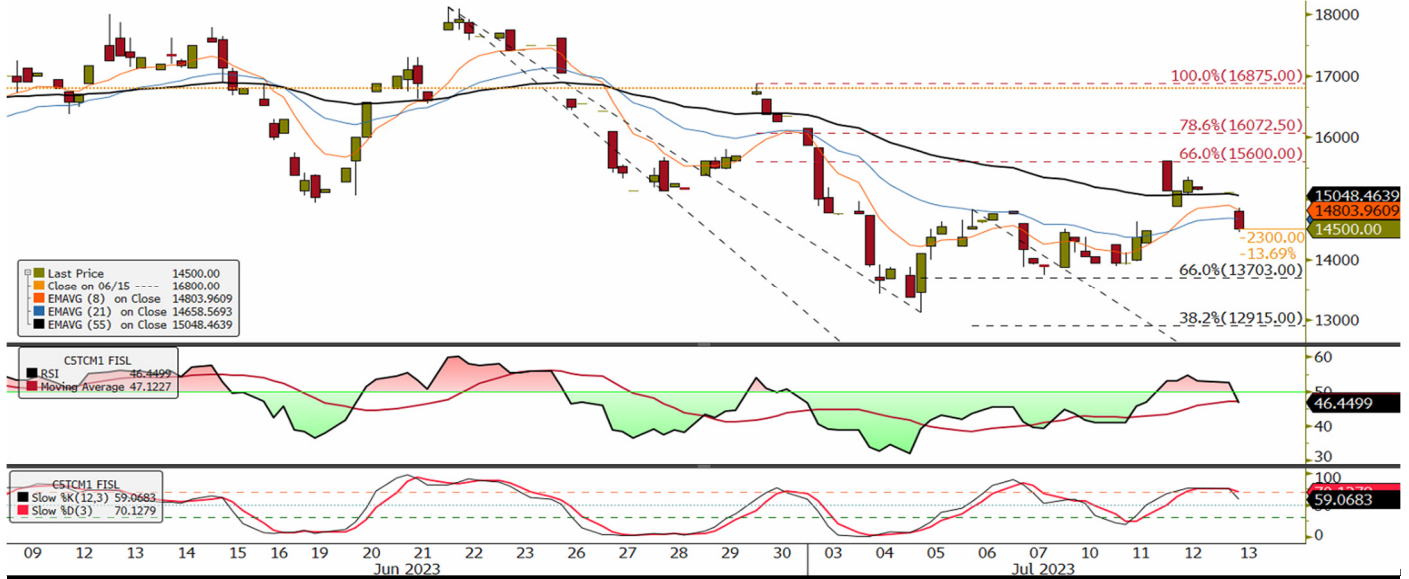 18000
100.0%(16875.00)
17000
78.6%(16072.50)
16000
66.0%(15600.00)
15048.4639
14803.9609
14500.00
-2300.00
-13.69%
14000
66.0%(13703.00)
38.2%(12915.00)
13000
Last Price 14500.00
Close on 06/15 ---- 16800.00
EMAVG (8) on Close 14803.9609
EMAVG (21) on Close 14658.5693
EMAVG (55) on Close 15048.4639
C5TCM1 FISL
RSI 46.4499
Moving Average 47.1227
60
50
46.4499
40
30
C5TCM1 FISL
Slow %K(12,3) 59.0683
Slow %D(3) 70.1279
100
70.1279
59.0683
0
09 12 13 14 15 16 19 20 21 22 23 26 27 28 29 30 03 04 05 06 07 10 11 12 13
Jun 2023 Jul 2023